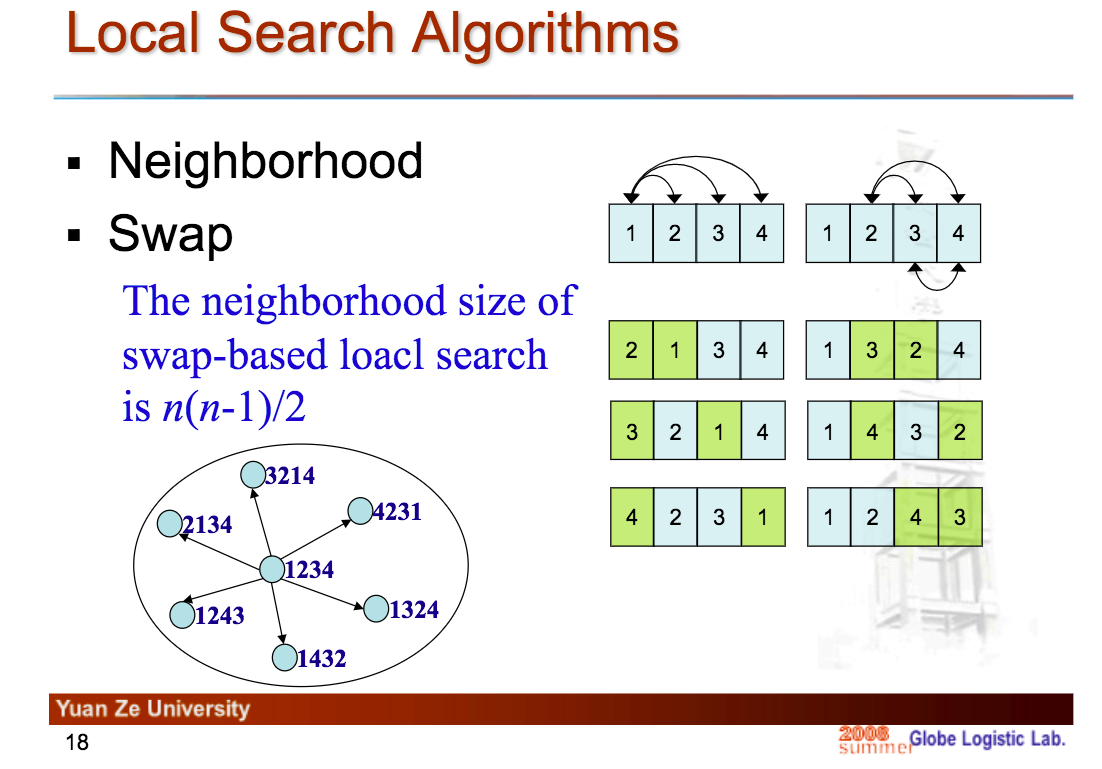 Local Search Algorithms
▪ Neighborhood
▪ Swap
The neighborhood size of
swap-based loacl search
is n(n-1)/2
1 2 3 4
1 2 3 4
2 1 3 4
1 3 2 4
3 2 1 4
1 4 3 2
4 2 3 1
1 2 4 3
3214
4231
2134
1234
1243
1324
1432
Yuan Ze University
18
2008
summer
Globe Logistic Lab.